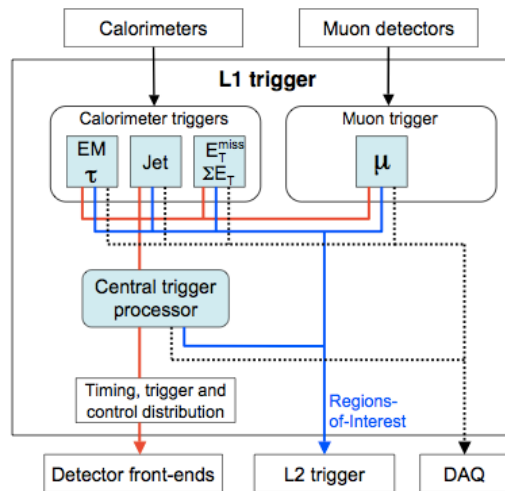 Calorimeters
Muon detectors
L1 trigger
Calorimeter triggers
Muon trigger
EM
τ
Jet
E_T^miss
ΣE_T
μ
Central trigger
processor
Timing, trigger and
control distribution
Regions-
of-Interest
Detector front-ends
L2 trigger
DAQ